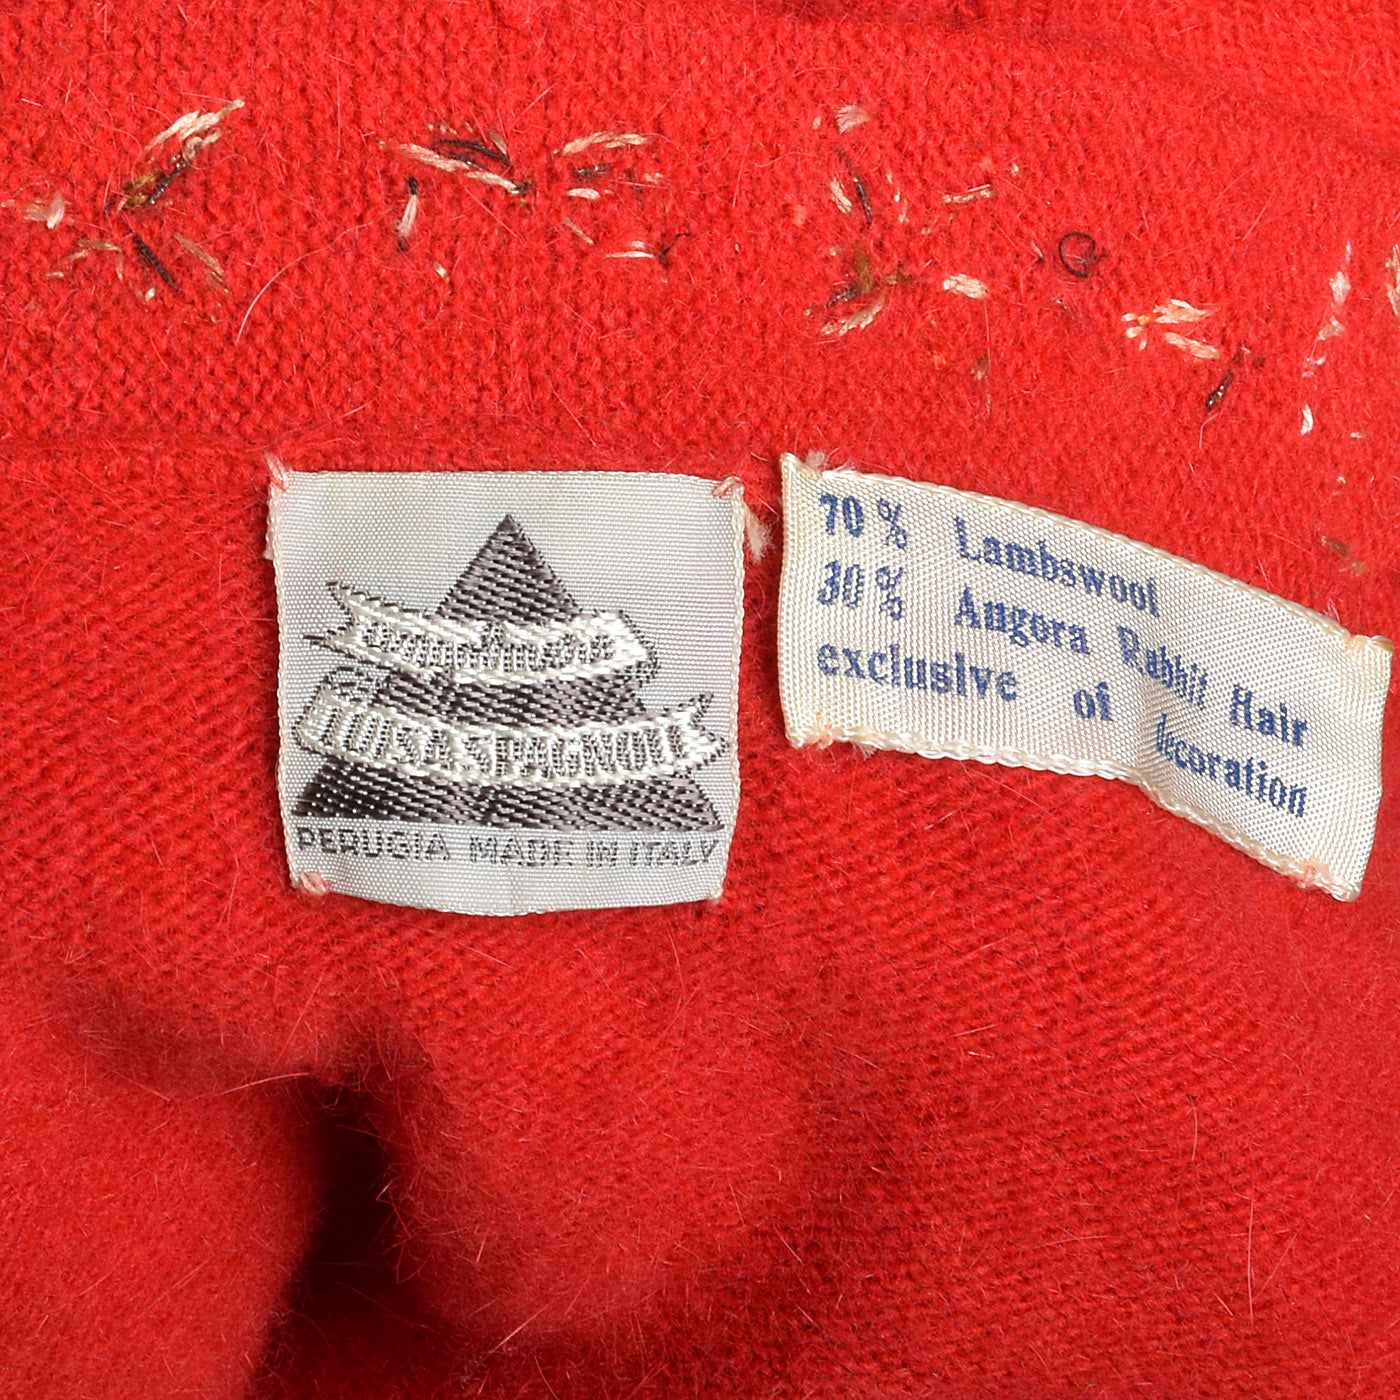 LUISA SPAGNOLI
PERUGIA MADE IN ITALY
70% Lambswool
30% Angora Rabbit Hair
exclusive of decoration